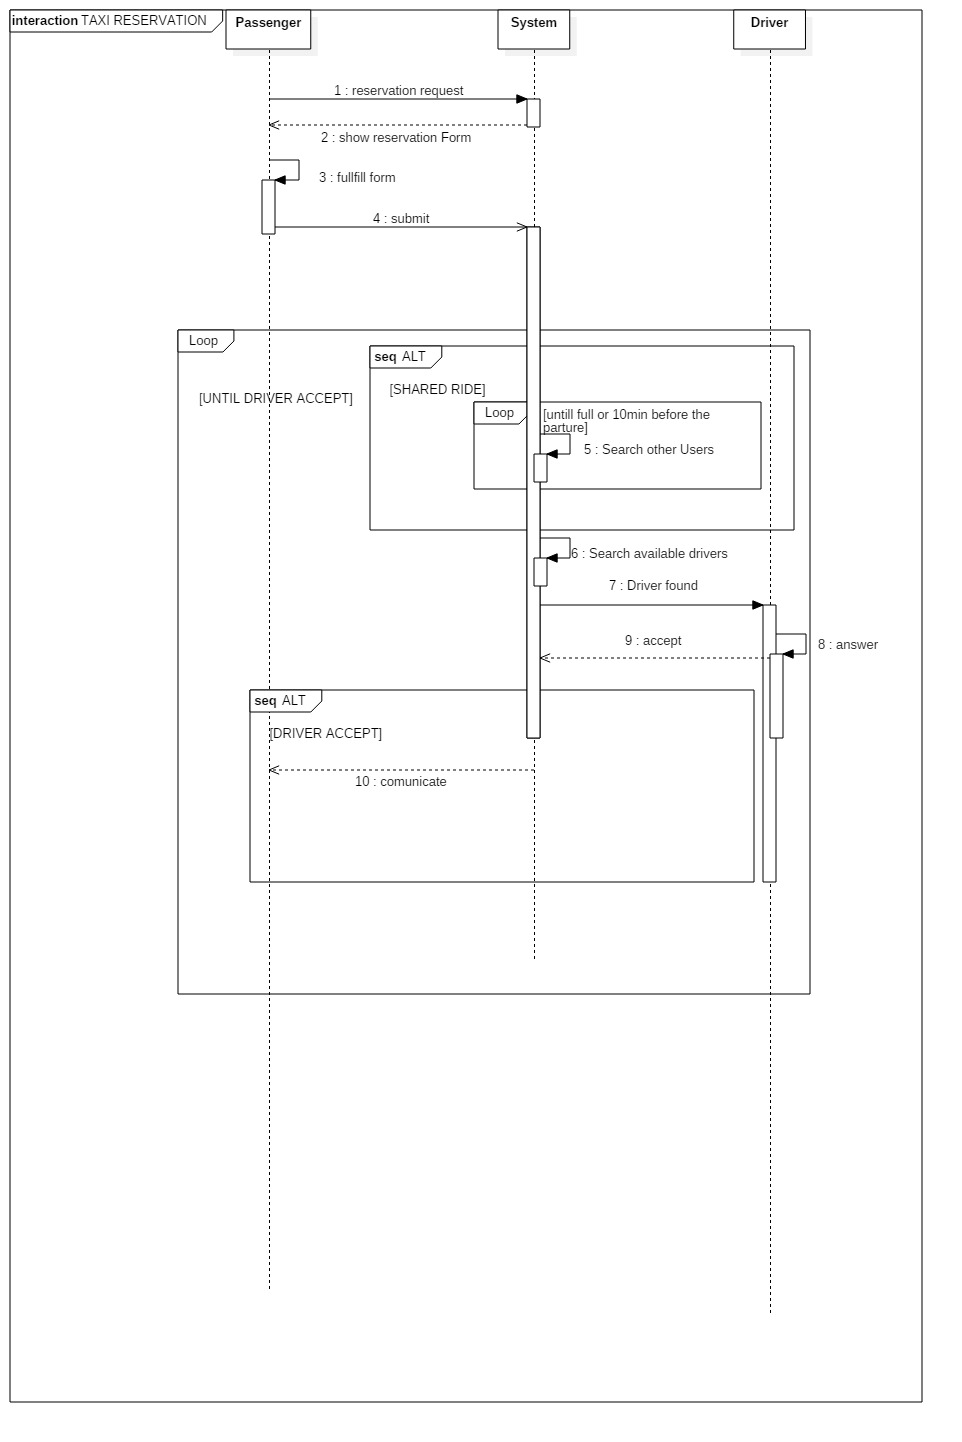 interaction TAXI RESERVATION
Passenger
System
Driver
1 : reservation request
2 : show reservation Form
3 : fullfill form
4 : submit
Loop
seq ALT
[UNTIL DRIVER ACCEPT]
[SHARED RIDE]
Loop
[untill full or 10min before the
parture]
5 : Search other Users
6 : Search available drivers
7 : Driver found
9 : accept
8 : answer
seq ALT
[DRIVER ACCEPT]
10 : comunicate